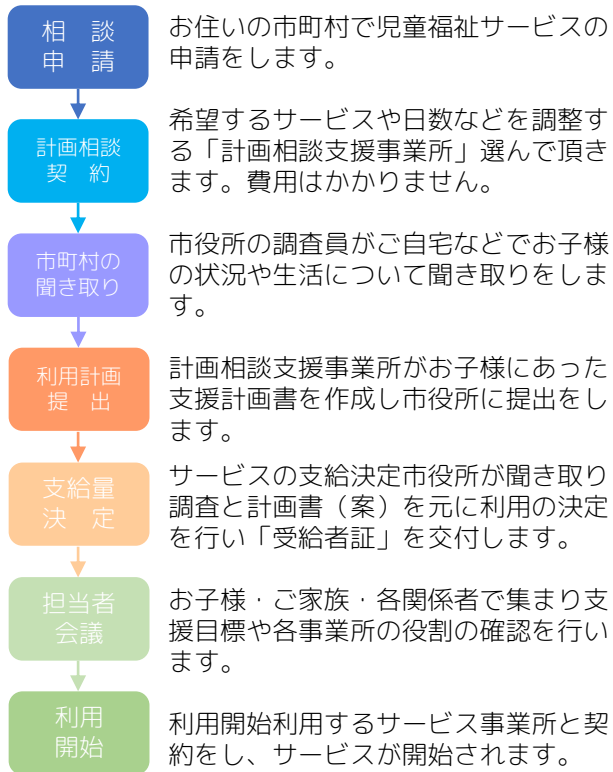 相　談
申　請
お住いの市町村で児童福祉サービスの
申請をします。
計画相談
契　約
希望するサービスや日数などを調整す
る「計画相談支援事業所」選んで頂き
ます。費用はかかりません。
市町村の
聞き取り
市役所の調査員がご自宅などでお子様
の状況や生活について聞き取りをしま
す。
利用計画
提　出
計画相談支援事業所がお子様にあった
支援計画書を作成し市役所に提出をし
ます。
支給量
決　定
サービスの支給決定市役所が聞き取り
調査と計画書（案）を元に利用の決定
を行い「受給者証」を交付します。
担当者
会議
お子様・ご家族・各関係者で集まり支
援目標や各事業所の役割の確認を行い
ます。
利用
開始
利用開始利用するサービス事業所と契
約をし、サービスが開始されます。